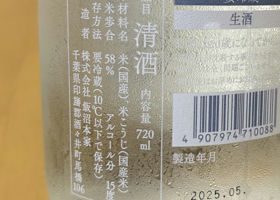 品目 清酒 内容量 720ml
原材料名 米(国産)、米こうじ(国産米)
精米歩合 58% アルコール分 15度
保存方法 要冷蔵(10℃以下で保存)
製造者 株式会社 飯沼本家
千葉県印旛郡酒々井町馬橋106
生酒
4 907974 710088
製造年月
2025.05.